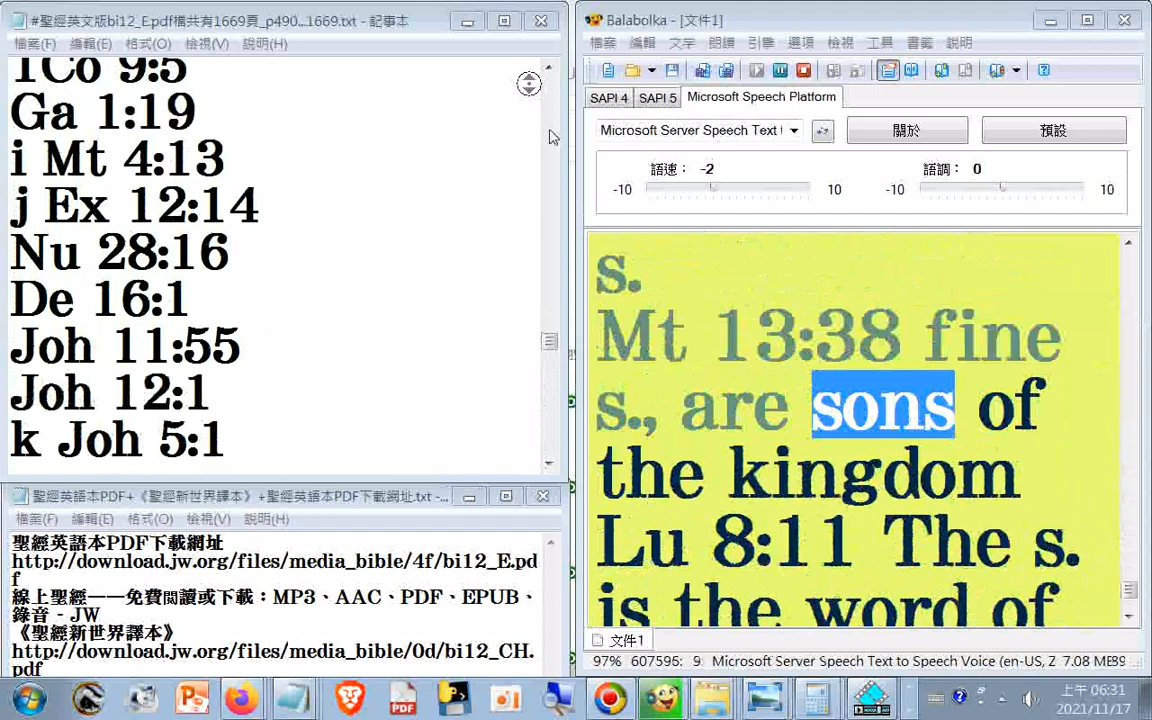 #聖經英文版bi12_E.pdf橫共有1669頁_p490...1669.txt - 記事本
檔案(F) 編輯(E) 格式(O) 檢視(V) 說明(H)
1Co 9:5
Ga 1:19
i Mt 4:13
j Ex 12:14
Nu 28:16
De 16:1
Joh 11:55
Joh 12:1
k Joh 5:1
聖經英語本PDF+《聖經新世界譯本》+聖經英語本PDF下載網址.txt -...
檔案(F) 編輯(E) 格式(O) 檢視(V) 說明(H)
聖經英語本PDF下載網址
http://download.jw.org/files/media_bible/4f/bi12_E.pd
f
線上聖經──免費閱讀或下載：MP3、AAC、PDF、EPUB、
錄音 - JW
《聖經新世界譯本》
http://download.jw.org/files/media_bible/0d/bi12_CH.
pdf
Balabolka - [文件1]
檔案 編輯 文字 朗讀 引擎 選項 檢視 工具 書籤 說明
SAPI 4 SAPI 5 Microsoft Speech Platform
Microsoft Server Speech Text 關於 預設
語速： -2 語調： 0
-10 10 -10 10
s.
Mt 13:38 fine
s., are sons of
the kingdom
Lu 8:11 The s.
is the word of
文件1
97% 607595: 9 Microsoft Server Speech Text to Speech Voice (en-US, Z 7.08 MB
PDF
上午 06:31
2021/11/17